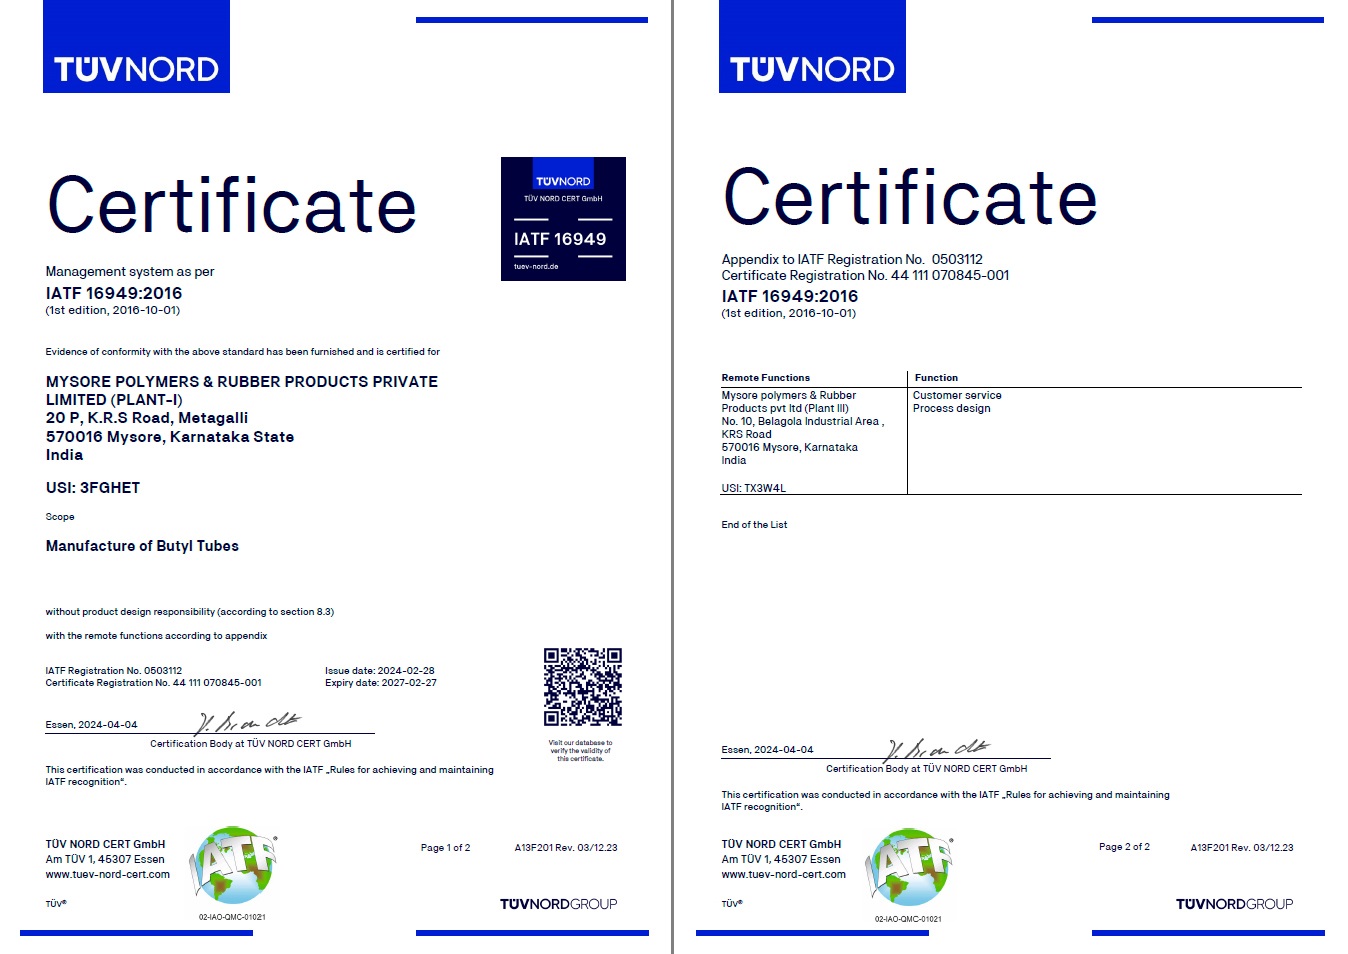 TÜVNORD
Certificate
TÜVNORD
TÜV NORD CERT GmbH
IATF 16949
tuev-nord.de
Management system as per
IATF 16949:2016
(1st edition, 2016-10-01)
Evidence of conformity with the above standard has been furnished and is certified for
MYSORE POLYMERS & RUBBER PRODUCTS PRIVATE
LIMITED (PLANT-I)
20 P, K.R.S Road, Metagalli
570016 Mysore, Karnataka State
India
USI: 3FGHET
Scope
Manufacture of Butyl Tubes
without product design responsibility (according to section 8.3)
with the remote functions according to appendix
IATF Registration No. 0503112
Certificate Registration No. 44 111 070845-001
Issue date: 2024-02-28
Expiry date: 2027-02-27
Essen, 2024-04-04
Certification Body at TÜV NORD CERT GmbH
Visit our database to
verify the validity of
this certificate.
This certification was conducted in accordance with the IATF „Rules for achieving and maintaining
IATF recognition“.
TÜV NORD CERT GmbH
Am TÜV 1, 45307 Essen
www.tuev-nord-cert.com
TÜV®
IATF®
02-IAO-QMC-01021
Page 1 of 2
A13F201 Rev. 03/12.23
TÜVNORDGROUP
TÜVNORD
Certificate
Appendix to IATF Registration No. 0503112
Certificate Registration No. 44 111 070845-001
IATF 16949:2016
(1st edition, 2016-10-01)
Remote Functions
Function
Mysore polymers & Rubber
Products pvt ltd (Plant III)
No. 10, Belagola Industrial Area ,
KRS Road
570016 Mysore, Karnataka
India
USI: TX3W4L
Customer service
Process design
End of the List
Essen, 2024-04-04
Certification Body at TÜV NORD CERT GmbH
This certification was conducted in accordance with the IATF „Rules for achieving and maintaining
IATF recognition“.
TÜV NORD CERT GmbH
Am TÜV 1, 45307 Essen
www.tuev-nord-cert.com
TÜV®
IATF®
02-IAO-QMC-01021
Page 2 of 2
A13F201 Rev. 03/12.23
TÜVNORDGROUP